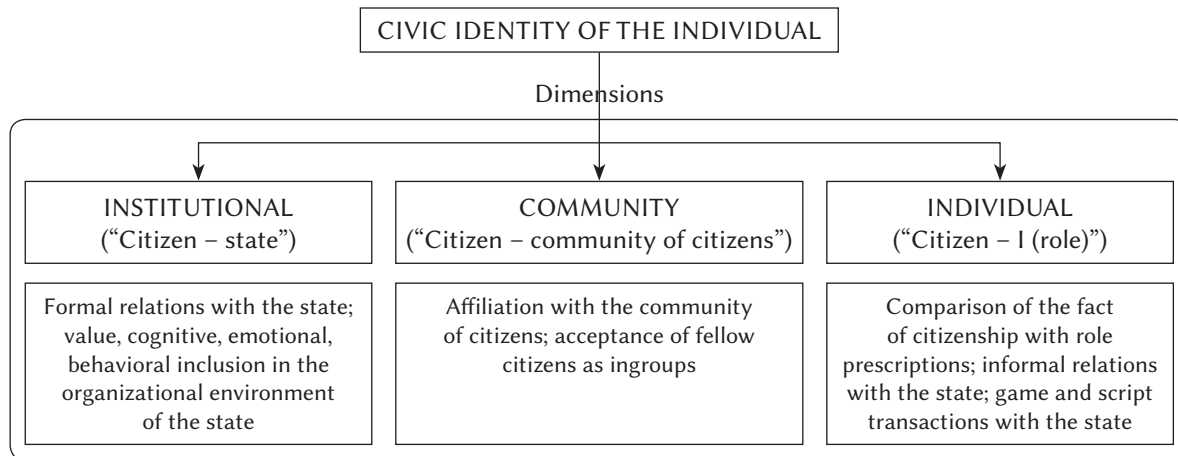 CIVIC IDENTITY OF THE INDIVIDUAL
Dimensions
INSTITUTIONAL
(“Citizen – state”)
COMMUNITY
(“Citizen – community of citizens”)
INDIVIDUAL
(“Citizen – I (role)”)
Formal relations with the state;
value, cognitive, emotional,
behavioral inclusion in the
organizational environment
of the state
Affiliation with the community
of citizens; acceptance of fellow
citizens as ingroups
Comparison of the fact
of citizenship with role
prescriptions; informal relations
with the state; game and script
transactions with the state